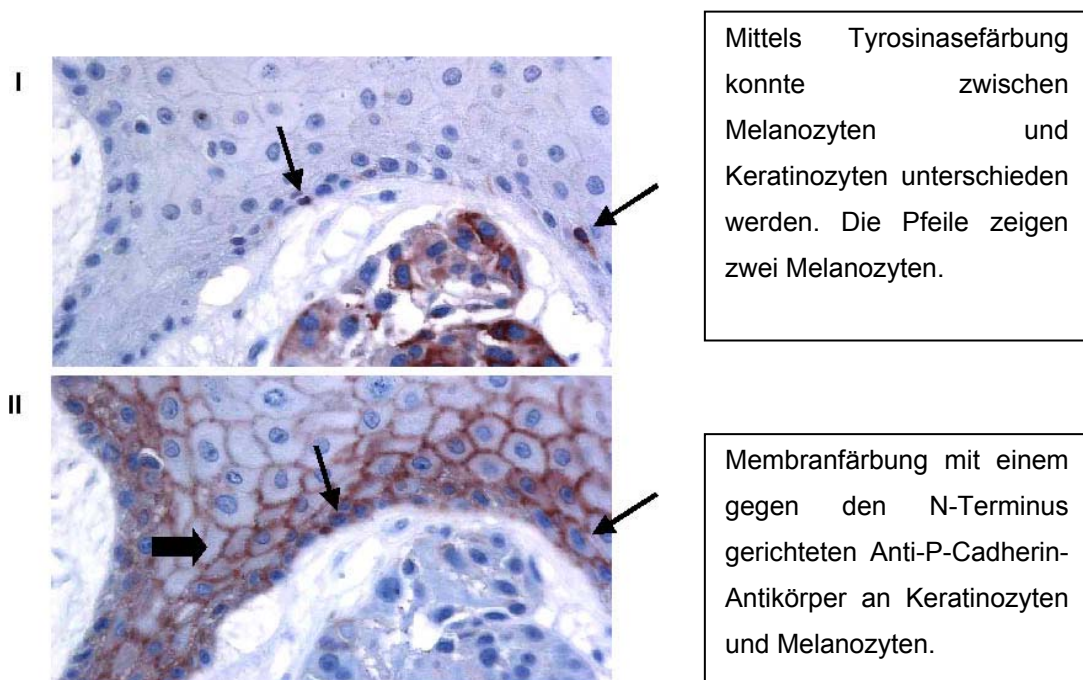 I
Mittels Tyrosinasefärbung
konnte zwischen
Melanozyten und
Keratinozyten unterschieden
werden. Die Pfeile zeigen
zwei Melanozyten.
II
Membranfärbung mit einem
gegen den N-Terminus
gerichteten Anti-P-Cadherin-
Antikörper an Keratinozyten
und Melanozyten.